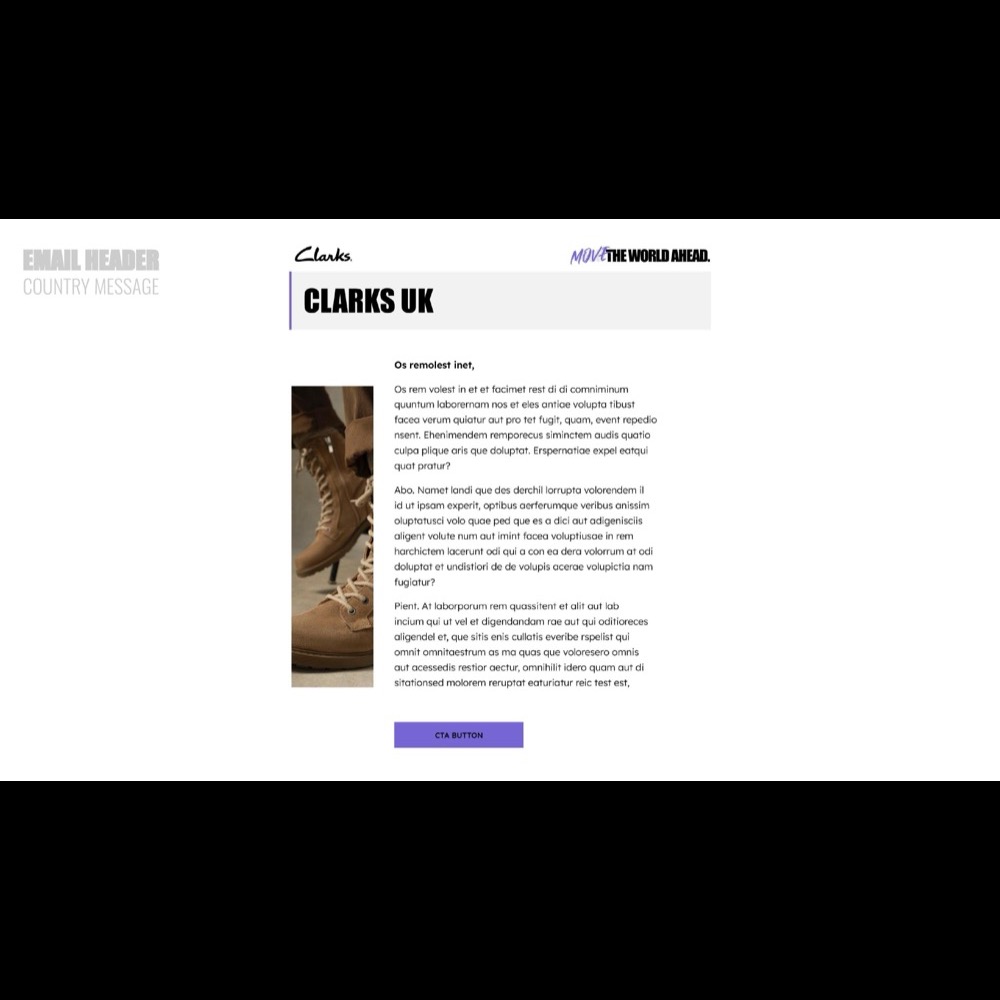 EMAIL HEADER
COUNTRY MESSAGE
Clarks.
MOVE THE WORLD AHEAD.
CLARKS UK
Os remolest inet,
Os rem volest in et et facimet rest di di comniminum
quuntum laborernam nos et eles antiae volupta tibust
facea verum quiatur aut pro tet fugit, quam, event repedio
nsent. Ehenimendem remporecus siminctem audis quatio
culpa plique aris que doluptat. Erspernatiae expel eatqui
quat pratur?
Abo. Namet landi que des derchil lorrupta volorendem il
id ut ipsam experit, optibus aerferumque veribus anissim
oluptatusci volo quae ped que es a dici aut adigenisciis
aligent volute num aut imint facea voluptiusae in rem
harchictem lacerunt odi qui a con ea dera volorrum at odi
doluptat et undistiori de de volupis acerae volupictia nam
fugiatur?
Pient. At laborporum rem quassitent et alit aut lab
incium qui ut vel et digendandam rae aut qui oditioreces
aligendel et, que sitis enis cullatis everibe rspelist qui
omnit omnitaestrum as ma quas que voloresero omnis
aut acessedis restior aectur, omnihilit idero quam aut di
sitationsed molorem reruptat eaturiatur reic test est,
CTA BUTTON